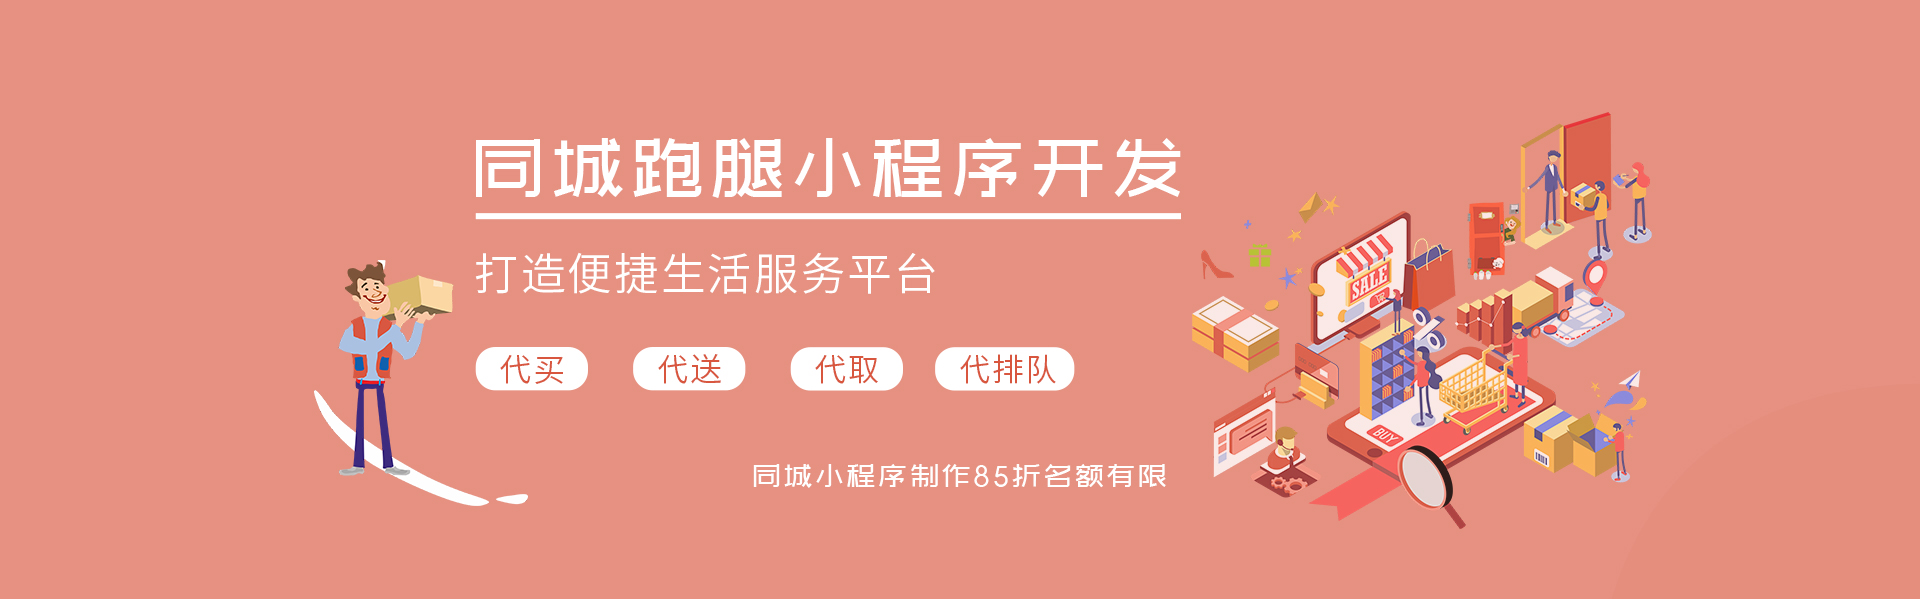 同城跑腿小程序开发
打造便捷生活服务平台
代买 代送 代取 代排队
同城小程序制作85折名额有限
SALE
BUY